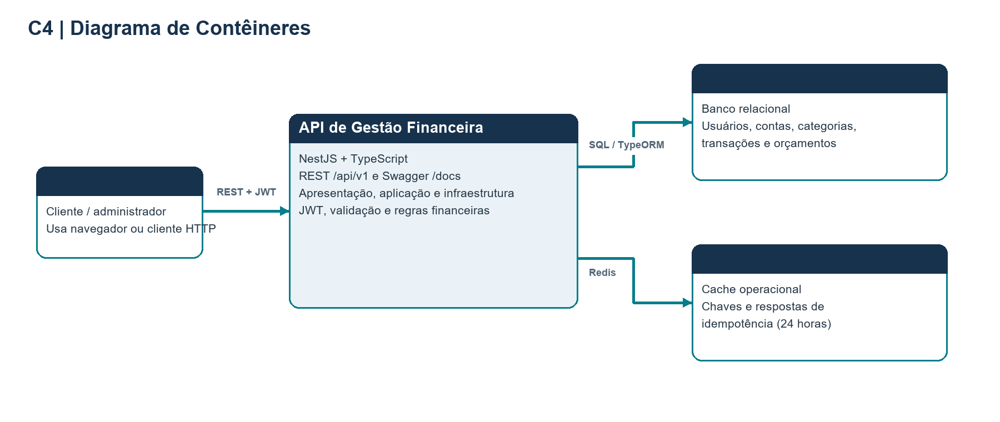 C4 | Diagrama de Contêineres
Cliente / administrador
Usa navegador ou cliente HTTP
REST + JWT
API de Gestão Financeira
NestJS + TypeScript
REST /api/v1 e Swagger /docs
Apresentação, aplicação e infraestrutura
JWT, validação e regras financeiras
SQL / TypeORM
Redis
Banco relacional
Usuários, contas, categorias,
transações e orçamentos
Cache operacional
Chaves e respostas de
idempotência (24 horas)